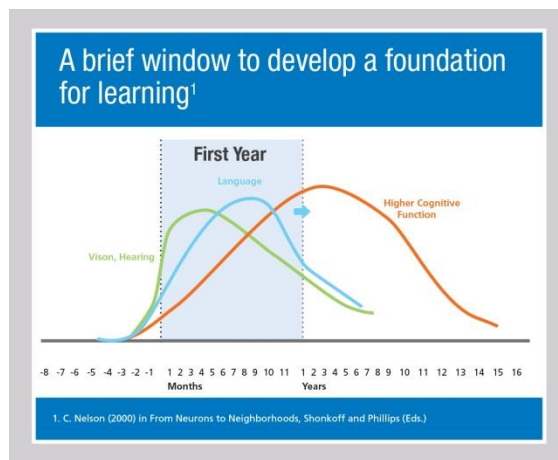 A brief window to develop a foundation
for learning¹
First Year
Language
Higher Cognitive
Function
Vison, Hearing
-8 -7 -6 -5 -4 -3 -2 -1 1 2 3 4 5 6 7 8 9 10 11 1 2 3 4 5 6 7 8 9 10 11 12 13 14 15 16
Months Years
1. C. Nelson (2000) in From Neurons to Neighborhoods, Shonkoff and Phillips (Eds.)